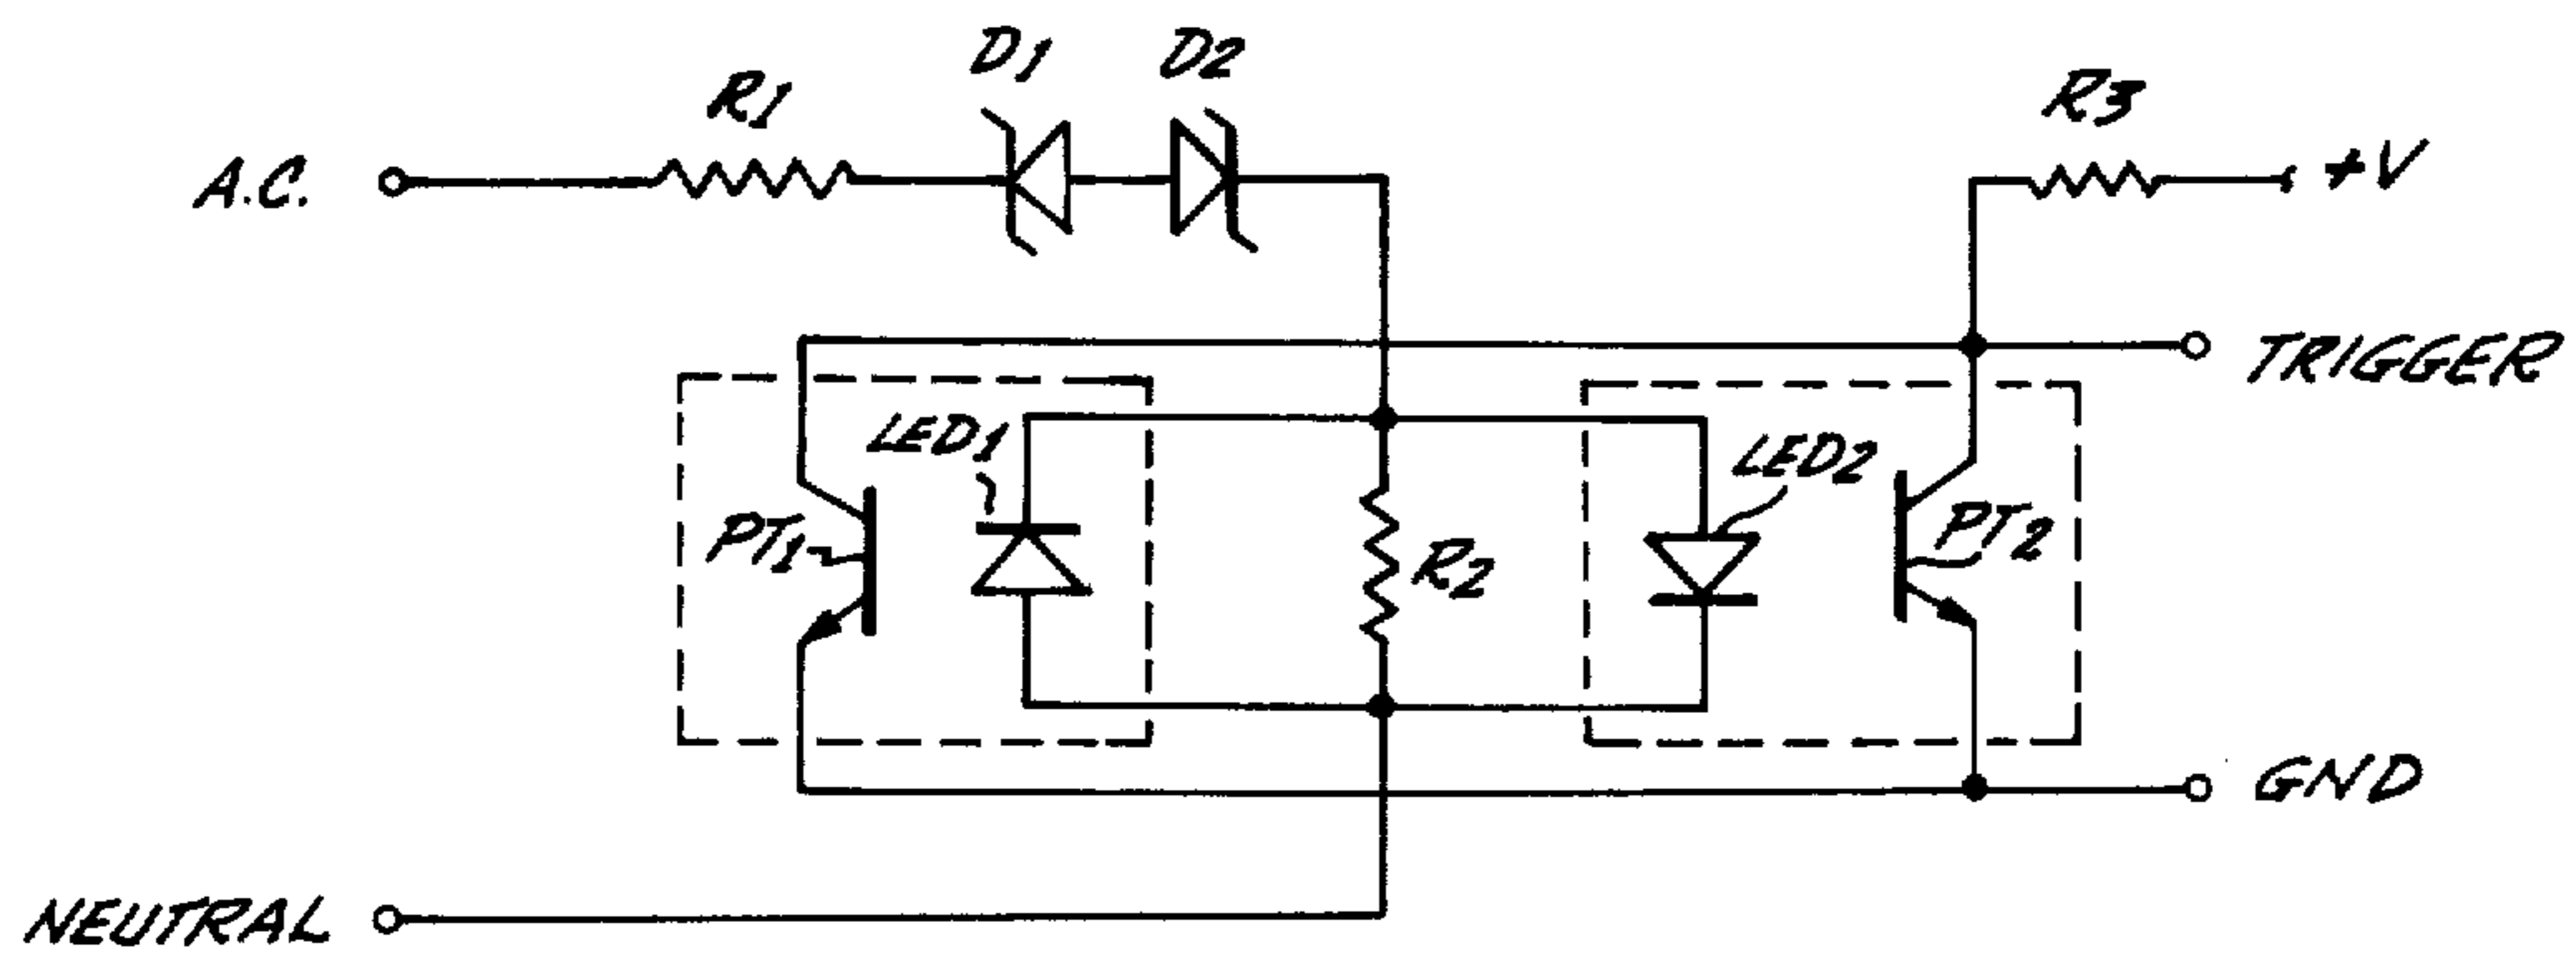 D1
D2
R1
R3
A.C.
+V
TRIGGER
LED1
LED2
PT1
PT2
R2
GND
NEUTRAL